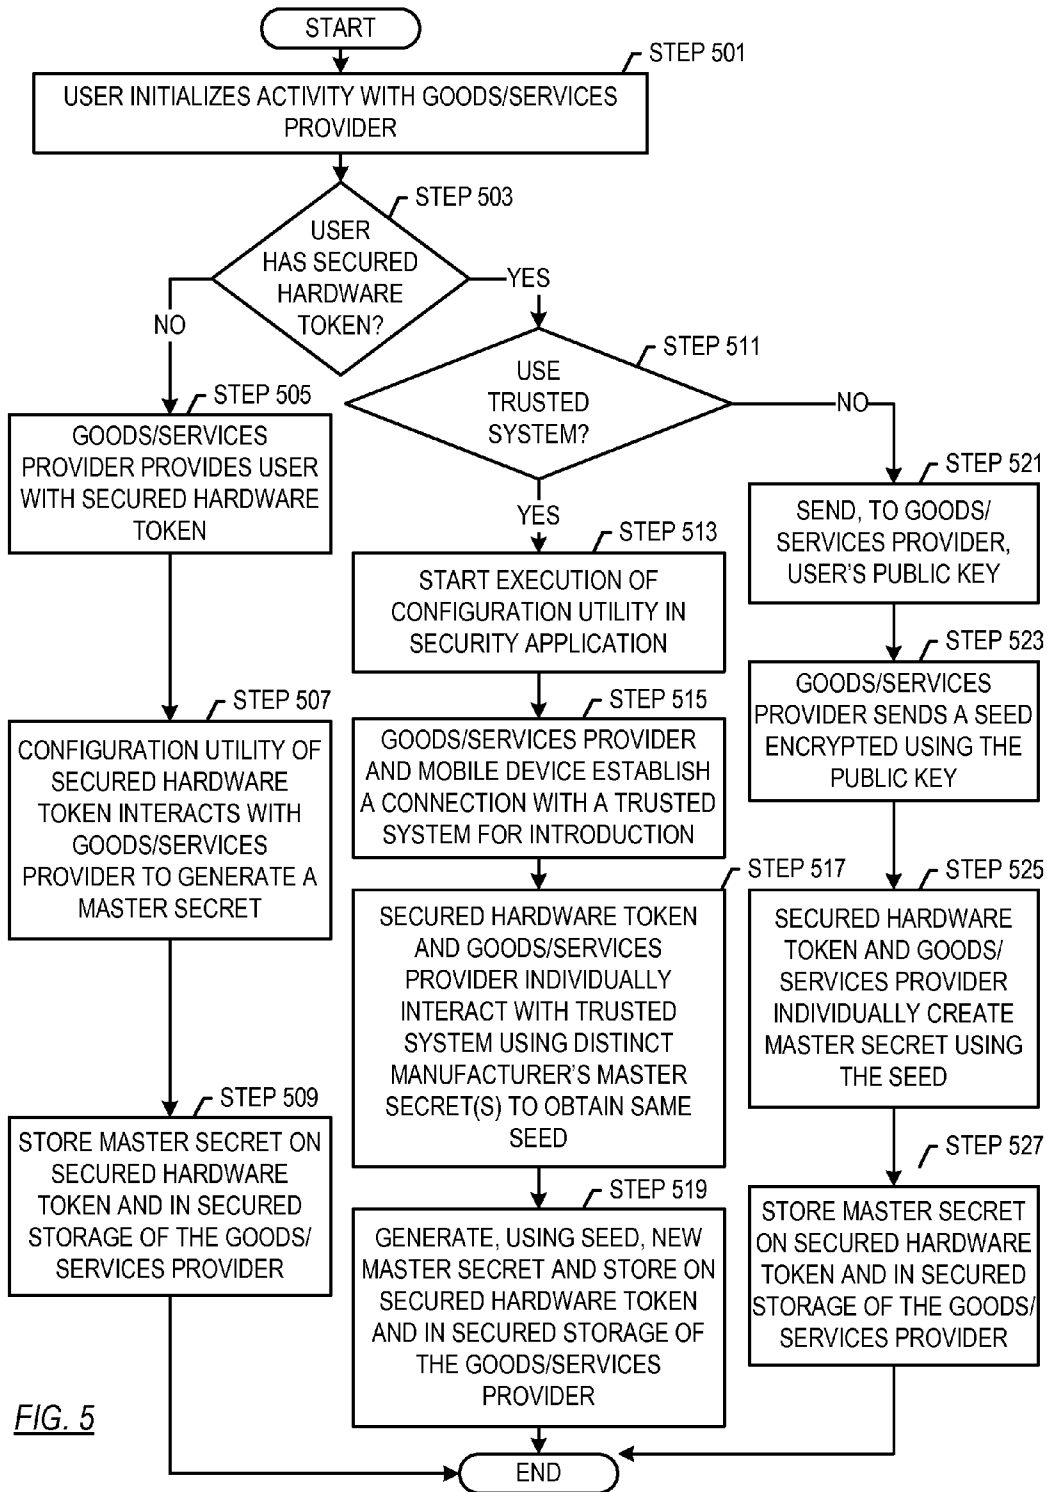 START
STEP 501
USER INITIALIZES ACTIVITY WITH GOODS/SERVICES
PROVIDER
STEP 503
USER
HAS SECURED
HARDWARE
TOKEN?
YES
NO
STEP 511
USE
TRUSTED
SYSTEM?
NO
YES
STEP 505
GOODS/SERVICES
PROVIDER PROVIDES USER
WITH SECURED HARDWARE
TOKEN
STEP 507
CONFIGURATION UTILITY OF
SECURED HARDWARE
TOKEN INTERACTS WITH
GOODS/SERVICES
PROVIDER TO GENERATE A
MASTER SECRET
STEP 509
STORE MASTER SECRET ON
SECURED HARDWARE
TOKEN AND IN SECURED
STORAGE OF THE GOODS/
SERVICES PROVIDER
STEP 513
START EXECUTION OF
CONFIGURATION UTILITY IN
SECURITY APPLICATION
STEP 515
GOODS/SERVICES PROVIDER
AND MOBILE DEVICE ESTABLISH
A CONNECTION WITH A TRUSTED
SYSTEM FOR INTRODUCTION
STEP 517
SECURED HARDWARE TOKEN
AND GOODS/SERVICES
PROVIDER INDIVIDUALLY
INTERACT WITH TRUSTED
SYSTEM USING DISTINCT
MANUFACTURER'S MASTER
SECRET(S) TO OBTAIN SAME
SEED
STEP 519
GENERATE, USING SEED, NEW
MASTER SECRET AND STORE ON
SECURED HARDWARE TOKEN
AND IN SECURED STORAGE OF
THE GOODS/SERVICES
PROVIDER
STEP 521
SEND, TO GOODS/
SERVICES PROVIDER,
USER'S PUBLIC KEY
STEP 523
GOODS/SERVICES
PROVIDER SENDS A SEED
ENCRYPTED USING THE
PUBLIC KEY
STEP 525
SECURED HARDWARE
TOKEN AND GOODS/
SERVICES PROVIDER
INDIVIDUALLY CREATE
MASTER SECRET USING
THE SEED
STEP 527
STORE MASTER SECRET
ON SECURED HARDWARE
TOKEN AND IN SECURED
STORAGE OF THE GOODS/
SERVICES PROVIDER
END
FIG. 5